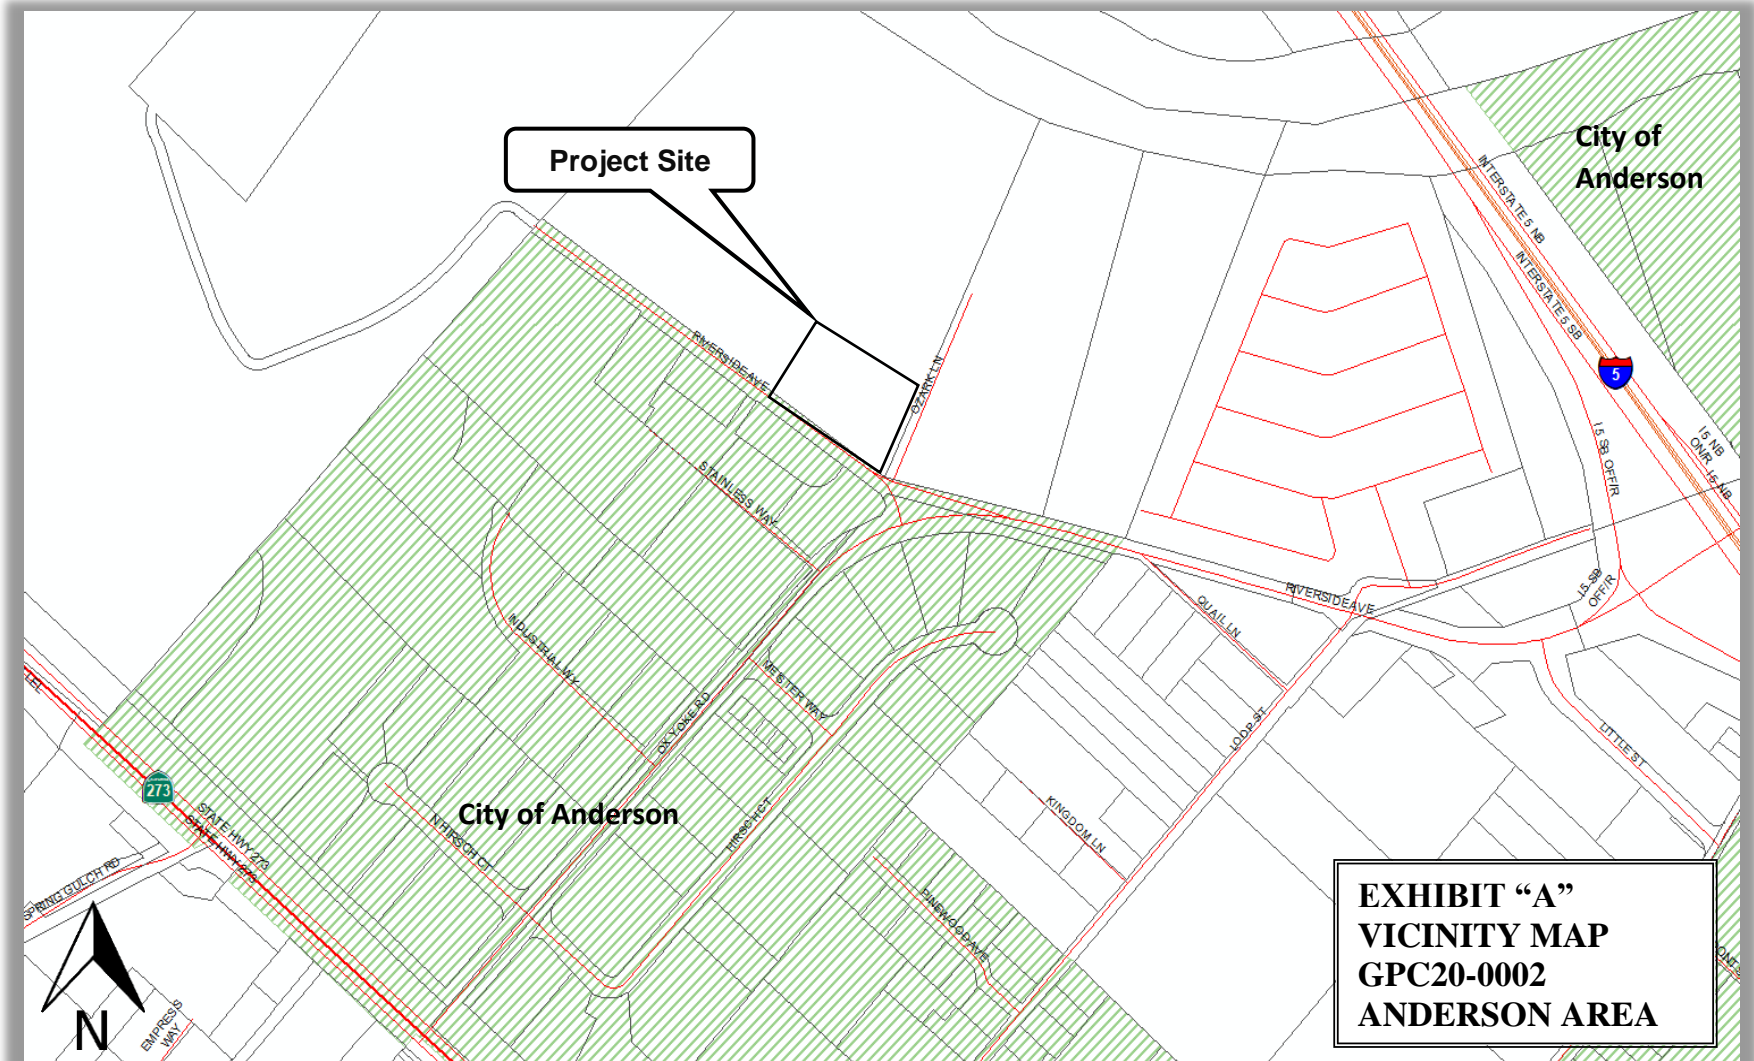 City of
Anderson
Project Site
INTERSTATE 5 NB
INTERSTATE 5 SB
5
RIVERSIDE AVE
OZARK LN
I5 SB OFF/R
I5 NB
ON/R
I5 NB
STAINLESS WAY
I5 SB
OFF/R
RIVERSIDE AVE
QUAIL LN
INDUSTRIAL WY
MEISTER WAY
OX YOKE RD
LOOP ST
LITTLE ST
273
City of Anderson
STATE HWY 273
STATE HWY 273
N HIRSCH CT
HIRSCH CT
KINGDOM LN
SPRING GULCH RD
PINEWOOD AVE
EMPRESS
WAY
N
EXHIBIT “A”
VICINITY MAP
GPC20-0002
ANDERSON AREA